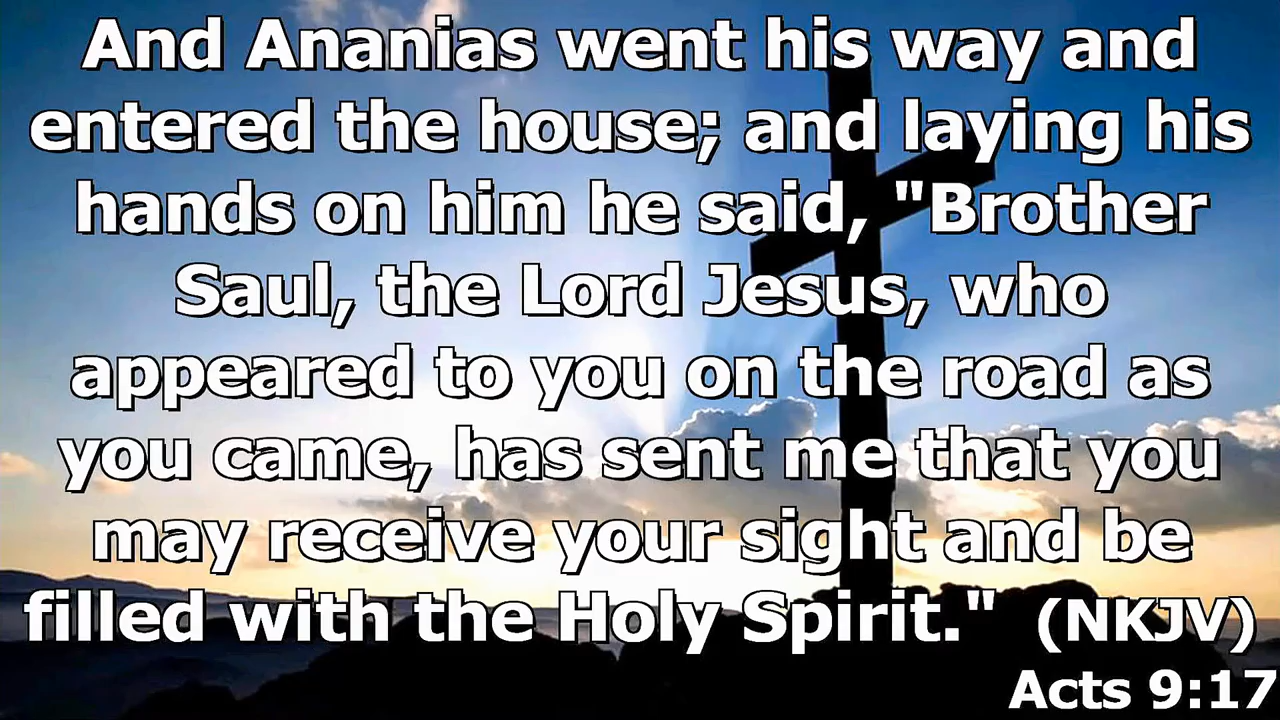 And Ananias went his way and
entered the house; and laying his
hands on him he said, "Brother
Saul, the Lord Jesus, who
appeared to you on the road as
you came, has sent me that you
may receive your sight and be
filled with the Holy Spirit." (NKJV)
Acts 9:17